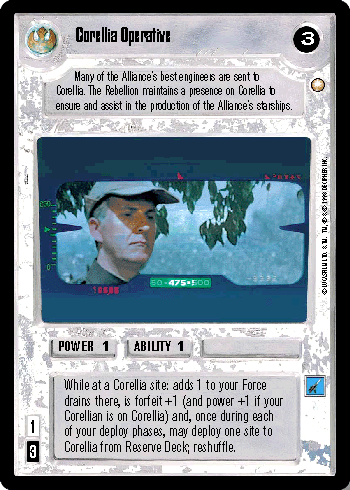 Corellia Operative
3
Many of the Alliance's best engineers are sent to
Corellia. The Rebellion maintains a presence on Corellia to
ensure and assist in the production of the Alliance's starships.
200
60-475-500
POWER 1 ABILITY 1
While at a Corellia site: adds 1 to your Force
drains there, is forfeit +1 (and power +1 if your
Corellian on Corellia) and, once during each
of your deploy phases, may deploy one site to
Corellia from Reserve Deck; reshuffle.
1
3